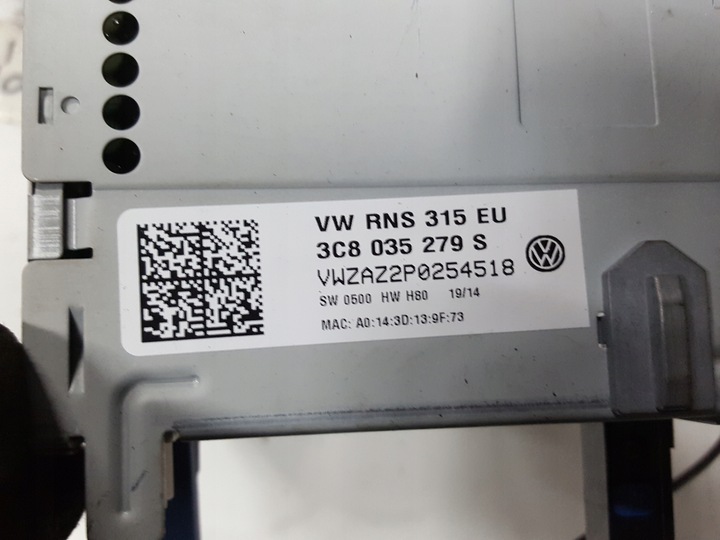 VW RNS 315 EU
3C8 035 279 S
VWZAZ2P0254518
SW 0500 HW H60 19/14
MAC: A0:14:3D:13:9F:73